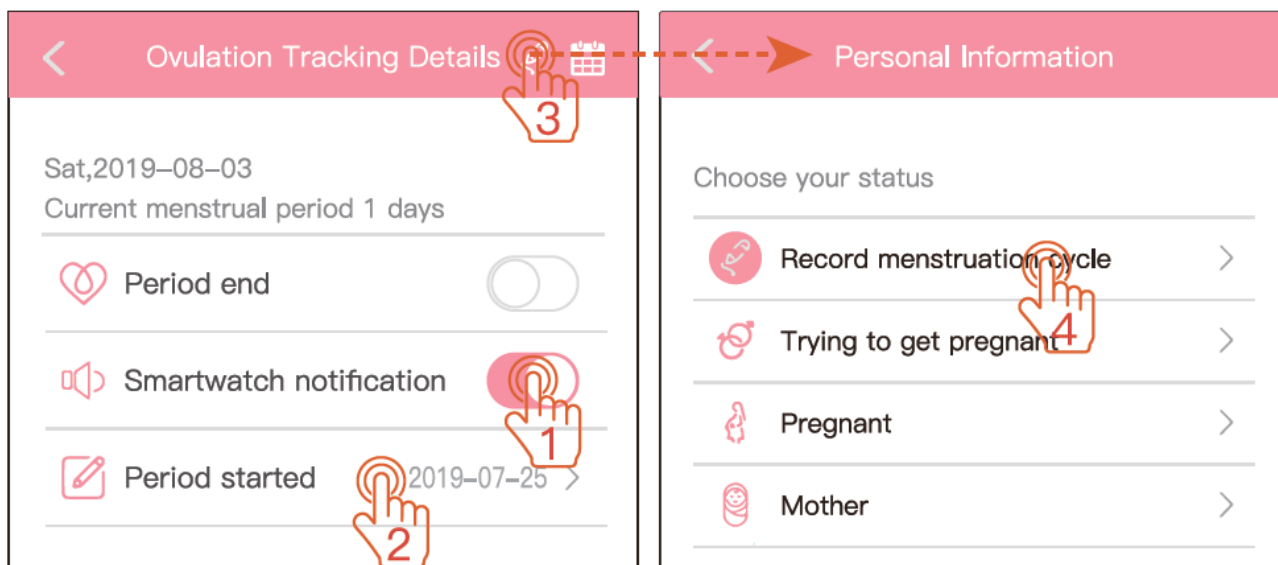 Ovulation Tracking Details
3
Sat,2019–08–03
Current menstrual period 1 days
Period end
Smartwatch notification
1
Period started 2019–07–25
2
Personal Information
Choose your status
Record menstruation cycle
4
Trying to get pregnant
Pregnant
Mother